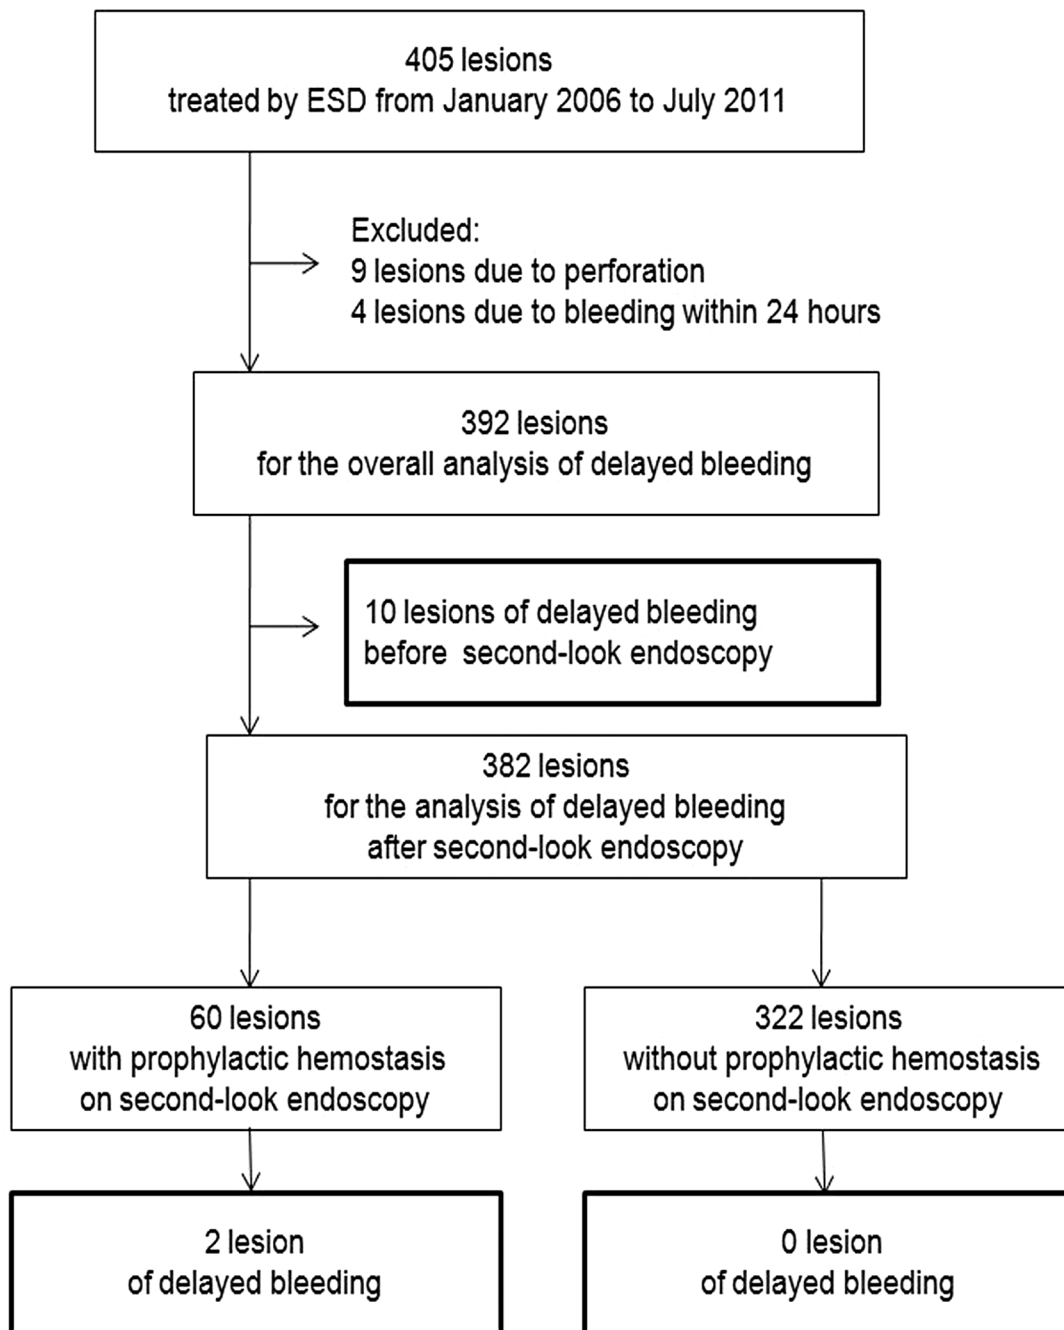 405 lesions
treated by ESD from January 2006 to July 2011
Excluded:
9 lesions due to perforation
4 lesions due to bleeding within 24 hours
392 lesions
for the overall analysis of delayed bleeding
10 lesions of delayed bleeding
before second-look endoscopy
382 lesions
for the analysis of delayed bleeding
after second-look endoscopy
60 lesions
with prophylactic hemostasis
on second-look endoscopy
322 lesions
without prophylactic hemostasis
on second-look endoscopy
2 lesion
of delayed bleeding
0 lesion
of delayed bleeding